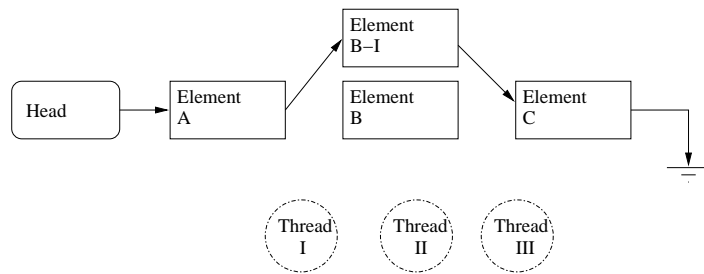 Element
B−I
Head
Element
A
Element
B
Element
C
Thread
I
Thread
II
Thread
III